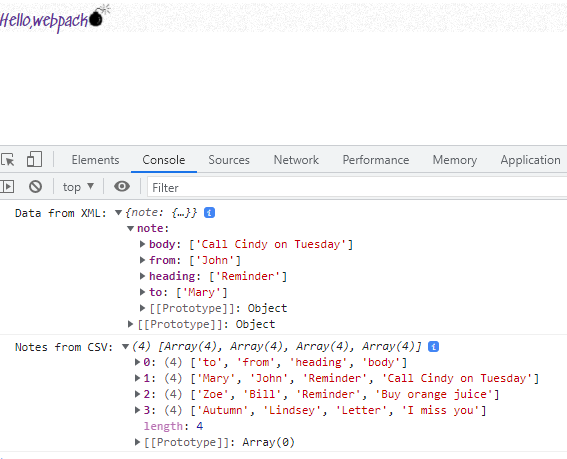 Hello,webpack
Elements Console Sources Network Performance Memory Application
top ▼ Filter
Data from XML: ▼{note: {…}} i
▼note:
▶body: ['Call Cindy on Tuesday']
▶from: ['John']
▶heading: ['Reminder']
▶to: ['Mary']
▶[[Prototype]]: Object
▶[[Prototype]]: Object
Notes from CSV: ▼(4) [Array(4), Array(4), Array(4), Array(4)] i
▶0: (4) ['to', 'from', 'heading', 'body']
▶1: (4) ['Mary', 'John', 'Reminder', 'Call Cindy on Tuesday']
▶2: (4) ['Zoe', 'Bill', 'Reminder', 'Buy orange juice']
▶3: (4) ['Autumn', 'Lindsey', 'Letter', 'I miss you']
length: 4
▶[[Prototype]]: Array(0)